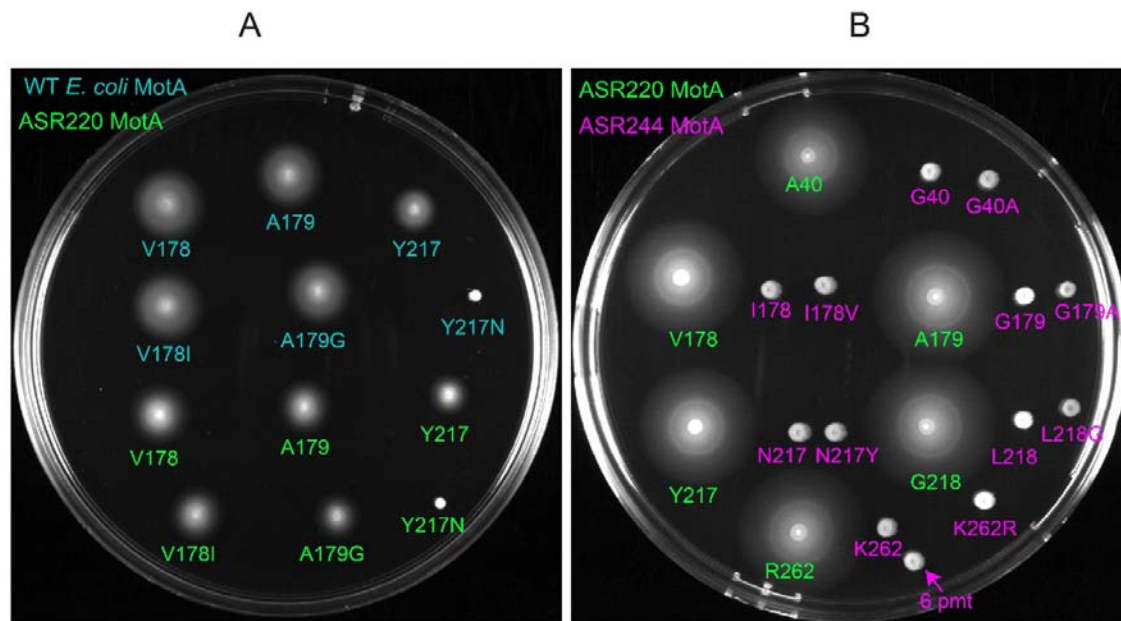 A
B
WT E. coli MotA
ASR220 MotA
V178
A179
Y217
V178I
A179G
Y217N
V178
A179
Y217
V178I
A179G
Y217N
ASR220 MotA
ASR244 MotA
A40
G40
G40A
V178
I178
I178V
A179
G179
G179A
Y217
N217
N217Y
G218
L218
L218G
R262
K262
K262R
6 pmt